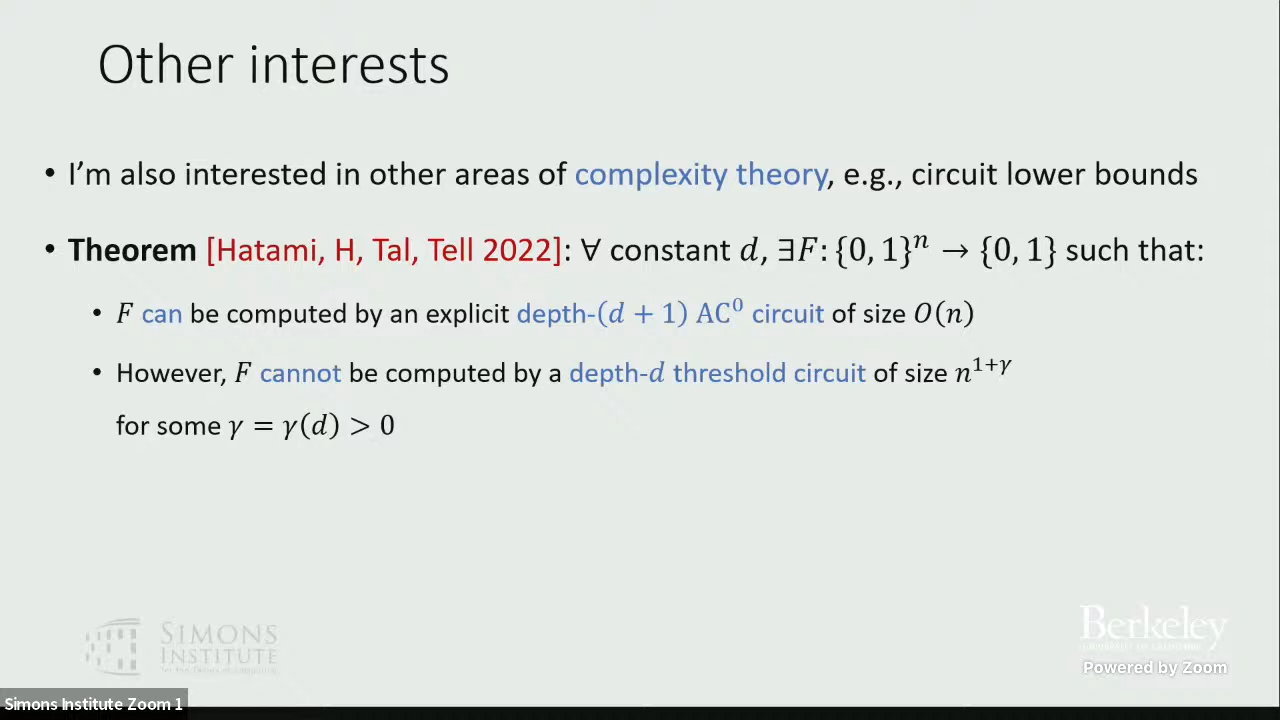 Other interests
• I'm also interested in other areas of complexity theory, e.g., circuit lower bounds
• Theorem [Hatami, H, Tal, Tell 2022]: ∀ constant d, ∃F: {0, 1}ⁿ → {0, 1} such that:
• F can be computed by an explicit depth-(d + 1) AC⁰ circuit of size O(n)
• However, F cannot be computed by a depth-d threshold circuit of size n¹⁺ᵞ
for some γ = γ(d) > 0
SIMONS
INSTITUTE
Berkeley
Powered by Zoom
Simons Institute Zoom 1